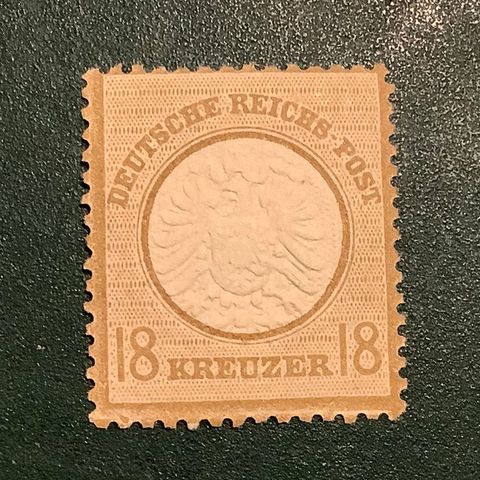 DEUTSCHE REICHS-POST
18 KREUZER 18